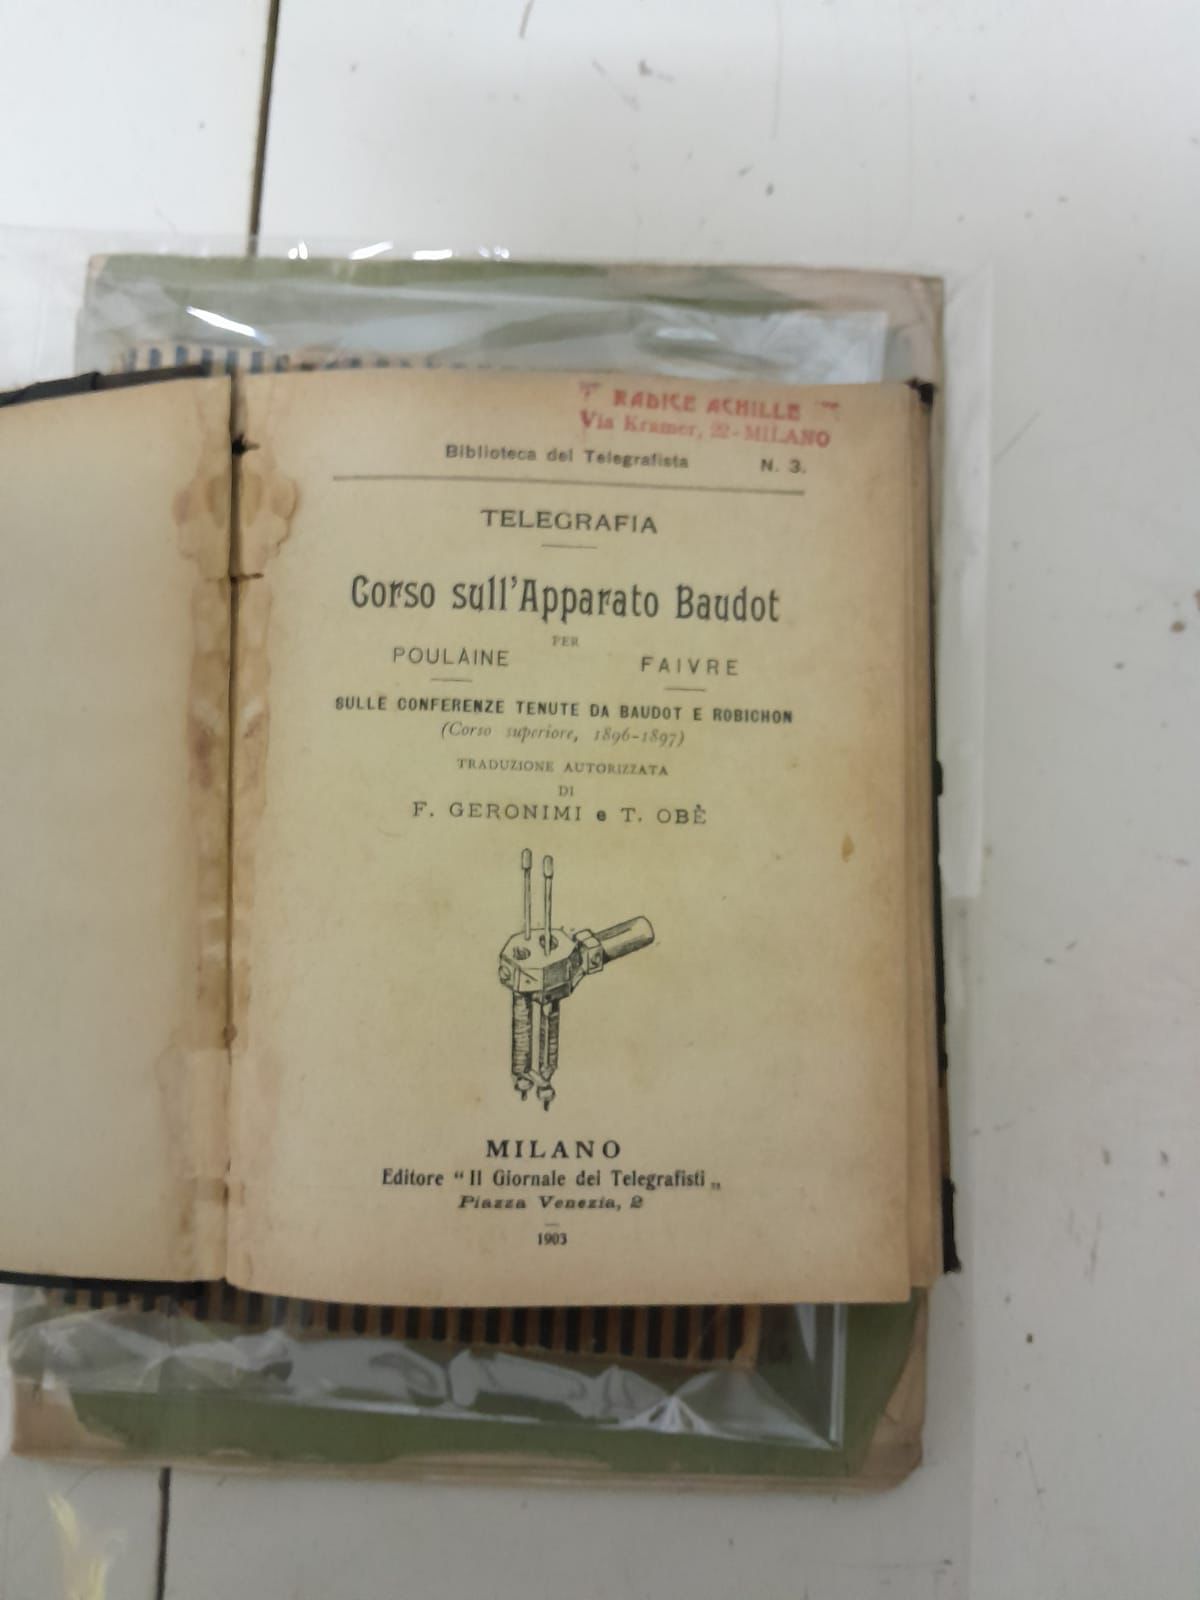 RADICE ACHILLE
Via Kramer, 22-MILANO
Biblioteca del Telegrafista N. 3.
TELEGRAFIA
Corso sull'Apparato Baudot
PER
POULAINE FAIVRE
SULLE CONFERENZE TENUTE DA BAUDOT E ROBICHON
(Corso superiore, 1896-1897)
TRADUZIONE AUTORIZZATA
DI
F. GERONIMI e T. OBÈ
MILANO
Editore "Il Giornale dei Telegrafisti„
Piazza Venezia, 2
1903